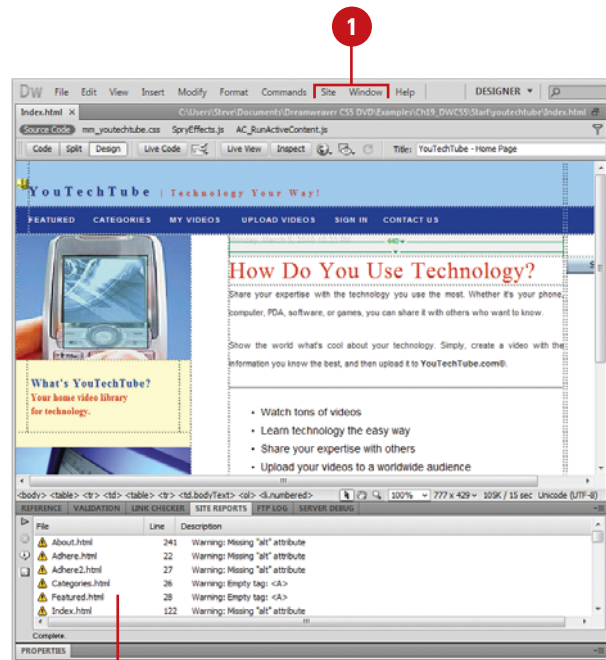 1
DW File Edit View Insert Modify Format Commands Site Window Help DESIGNER
Index.html × C:\Users\Steve\Documents\Dreamweaver CS5 DVD\Examples\Ch19_DWCS5\Start\youtechtube\Index.html
Source Code mm_youtechtube.css SpryEffects.js AC_RunActiveContent.js
Code Split Design Live Code Live View Inspect Title: YouTechTube - Home Page
YouTechTube | Technology Your Way!
FEATURED CATEGORIES MY VIDEOS UPLOAD VIDEOS SIGN IN CONTACT US
How Do You Use Technology?
Share your expertise with the technology you use the most. Whether it's your phone,
computer, PDA, software, or games, you can share it with others who want to know.
Show the world what's cool about your technology. Simply, create a video with the
information you know the best, and then upload it to YouTechTube.com®.
What's YouTechTube?
Your home video library
for technology.
• Watch tons of videos
• Learn technology the easy way
• Share your expertise with others
• Upload your videos to a worldwide audience
<body> <table> <tr> <td> <table> <tr> <td.bodyText> <ol> <li.numbered> 100% 777 x 429 105K / 15 sec Unicode (UTF-8)
REFERENCE VALIDATION LINK CHECKER SITE REPORTS FTP LOG SERVER DEBUG
File Line Description
About.html 241 Warning: Missing "alt" attribute
Adhere.html 22 Warning: Missing "alt" attribute
Adhere2.html 27 Warning: Missing "alt" attribute
Categories.html 26 Warning: Empty tag: <A>
Featured.html 28 Warning: Empty tag: <A>
Index.html 122 Warning: Missing "alt" attribute
Complete.
PROPERTIES